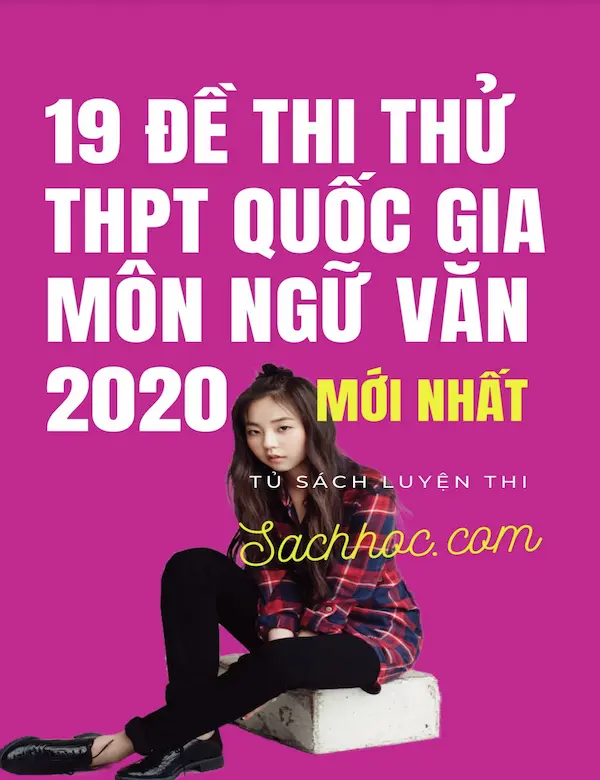 19 ĐỀ THI THỬ
THPT QUỐC GIA
MÔN NGỮ VĂN
2020 MỚI NHẤT
TỦ SÁCH LUYỆN THI
Sachhoc.com